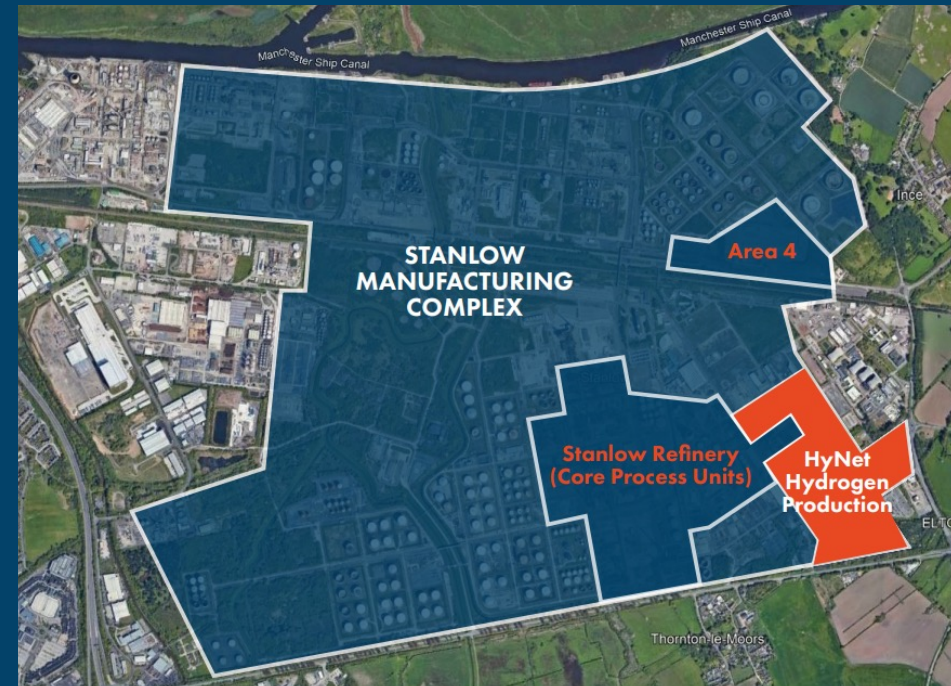 Manchester Ship Canal
Manchester Ship Canal
Ince
Area 4
STANLOW
MANUFACTURING
COMPLEX
Stanlow Refinery
(Core Process Units)
HyNet
Hydrogen
Production
ELTO
Thornton-le-Moors